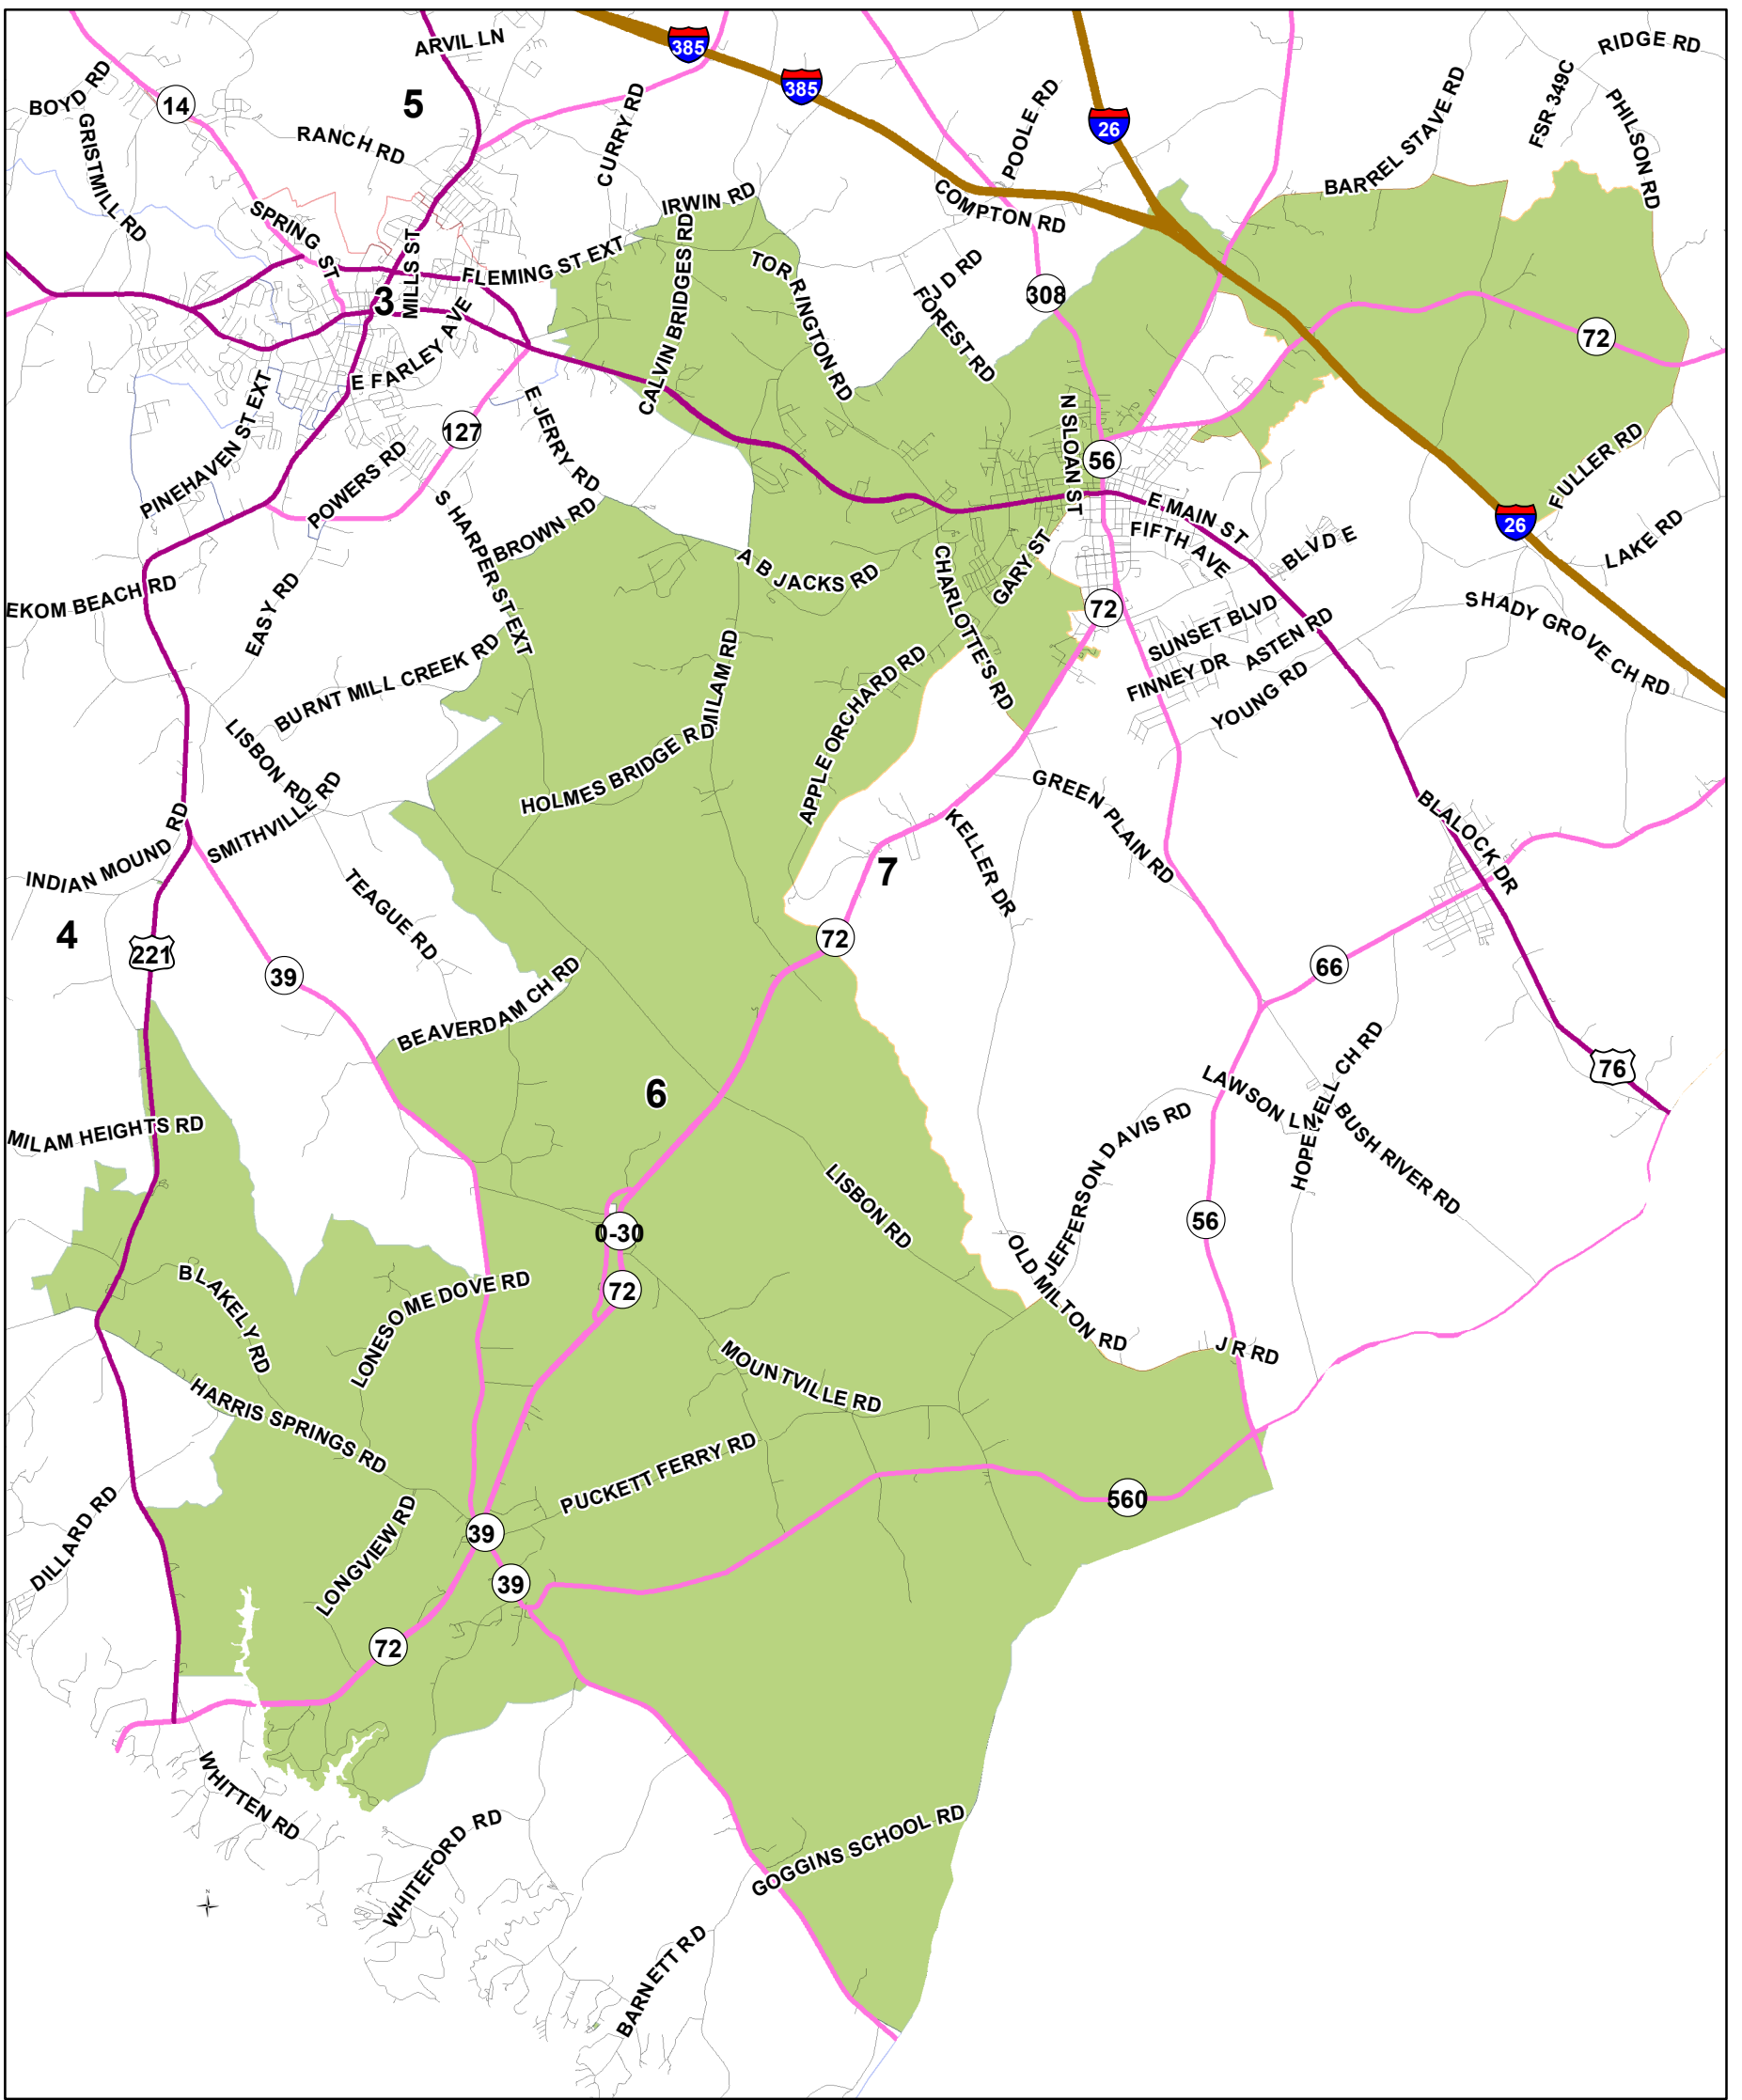 ARVIL LN
385
RIDGE RD
BOYD RD
14
5
CURRY RD
385
POOLE RD
26
BARREL STAVE RD
FSR 349C
PHILSON RD
GRISTMILL RD
RANCH RD
IRWIN RD
COMPTON RD
SPRING ST
MILLS ST
FLEMING ST EXT
CALVIN BRIDGES RD
TORRINGTON RD
J D RD
FOREST RD
308
3
72
E FARLEY AVE
PINEHAVEN ST EXT
127
E JERRY RD
N SLOAN ST
56
POWERS RD
S HARPER ST EXT
BROWN RD
E MAIN ST
FIFTH AVE
BLVD E
26
FULLER RD
LAKE RD
EKOM BEACH RD
EASY RD
A B JACKS RD
CHARLOTTE'S RD
GARY ST
72
SUNSET BLVD
ASTEN RD
FINNEY DR
YOUNG RD
SHADY GROVE CH RD
BURNT MILL CREEK RD
MILAM RD
APPLE ORCHARD RD
LISBON RD
SMITHVILLE RD
HOLMES BRIDGE RD
GREEN PLAIN RD
BLALOCK DR
INDIAN MOUND RD
TEAGUE RD
KELLER DR
7
4
221
39
72
66
BEAVERDAM CH RD
6
76
MILAM HEIGHTS RD
LAWSON LN
HOPEWELL CH RD
BUSH RIVER RD
JEFFERSON DAVIS RD
LISBON RD
56
0-30
72
OLD MILTON RD
J R RD
BLAKELY RD
LONESOME DOVE RD
MOUNTVILLE RD
HARRIS SPRINGS RD
PUCKETT FERRY RD
560
DILLARD RD
LONGVIEW RD
39
39
72
WHITTEN RD
WHITEFORD RD
GOGGINS SCHOOL RD
N
BARNETT RD